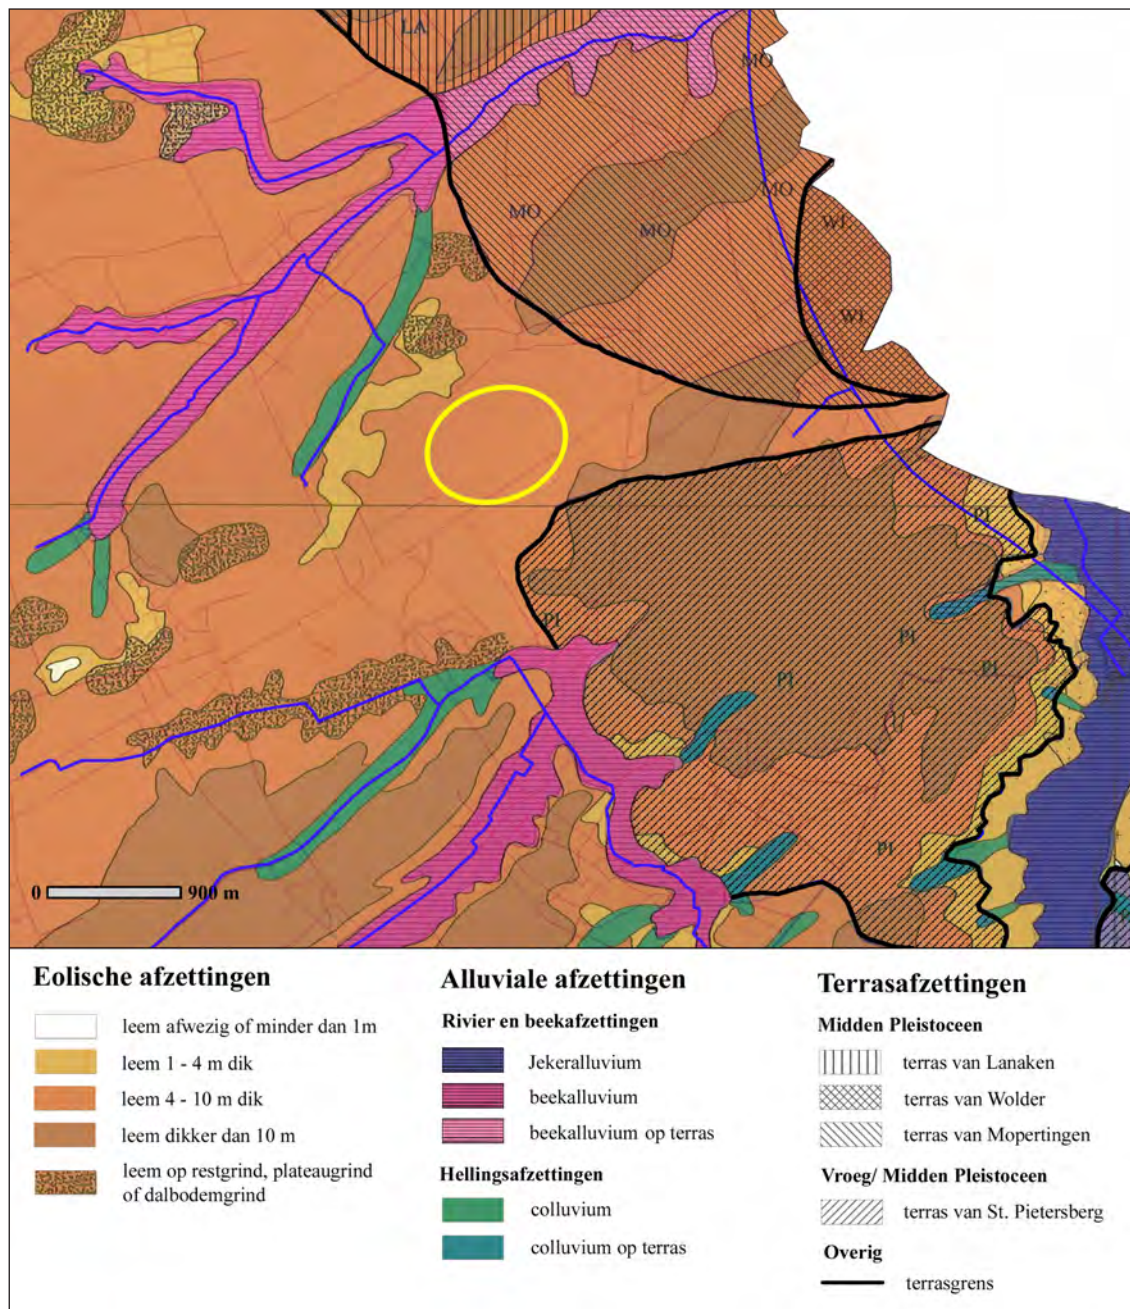 LA
MO
MO
MO
MO
WI
WI
PI
PI
PI
PI
PI
PI
0 900 m
Eolische afzettingen
leem afwezig of minder dan 1m
leem 1 - 4 m dik
leem 4 - 10 m dik
leem dikker dan 10 m
leem op restgrind, plateaugrind
of dalbodemgrind
Alluviale afzettingen
Rivier en beekafzettingen
Jekeralluvium
beekalluvium
beekalluvium op terras
Hellingsafzettingen
colluvium
colluvium op terras
Terrasafzettingen
Midden Pleistoceen
terras van Lanaken
terras van Wolder
terras van Mopertingen
Vroeg/ Midden Pleistoceen
terras van St. Pietersberg
Overig
terrasgrens